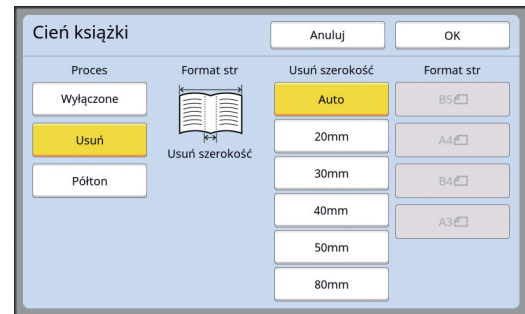 Cień książki
Anuluj
OK
Proces
Format str
Usuń szerokość
Format str
Wyłączone
Usuń
Półton
Usuń szerokość
Auto
20mm
30mm
40mm
50mm
80mm
B5
A4
B4
A3